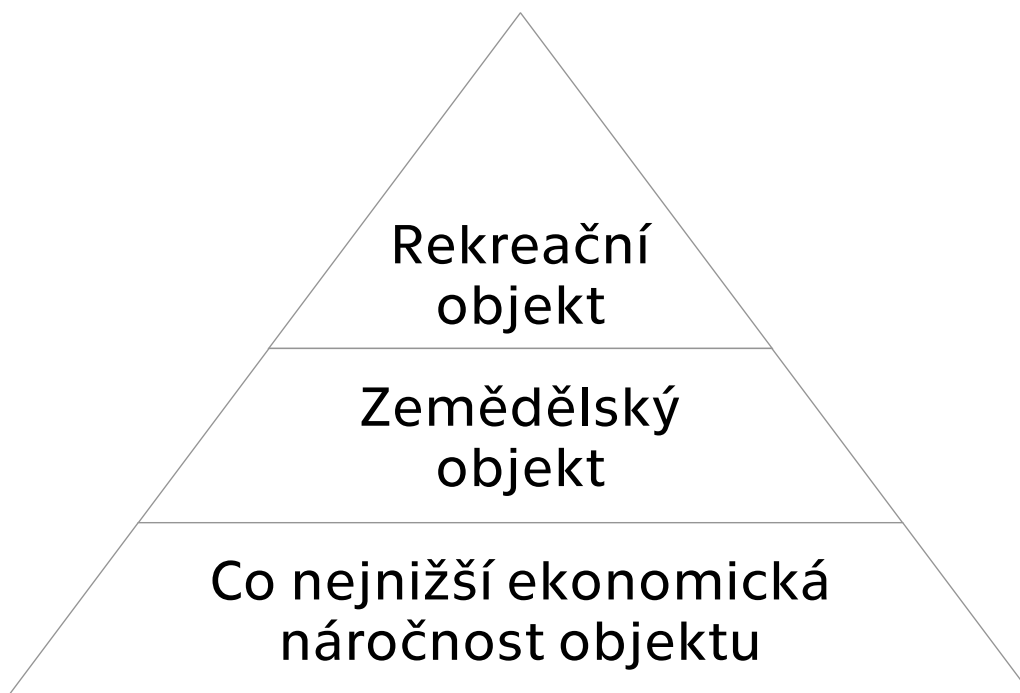 Rekreační
objekt
Zemědělský
objekt
Co nejnižší ekonomická
náročnost objektu